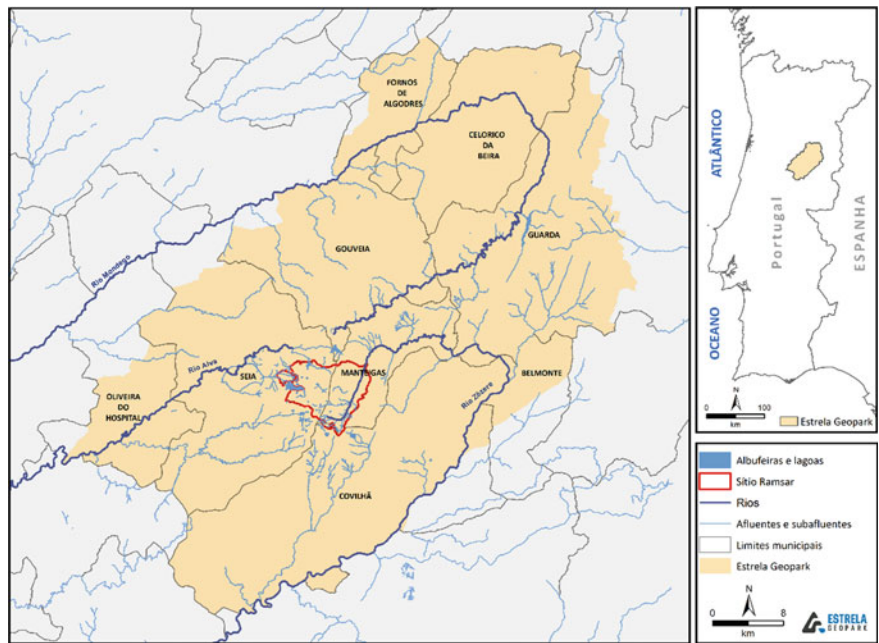 FORNOS
DE
ALGODRES
CELORICO
DA
BEIRA
GUARDA
GOUVEIA
Rio Mondego
Rio Alva
SEIA
MANTEIGAS
Rio Zêzere
BELMONTE
OLIVEIRA
DO
HOSPITAL
COVILHÃ
OCEANO ATLÂNTICO
Portugal
ESPANHA
N
0 100
km
Estrela Geopark
Albufeiras e lagoas
Sítio Ramsar
Rios
Afluentes e subafluentes
Limites municipais
Estrela Geopark
N
0 8
km
ESTRELA
GEOPARK